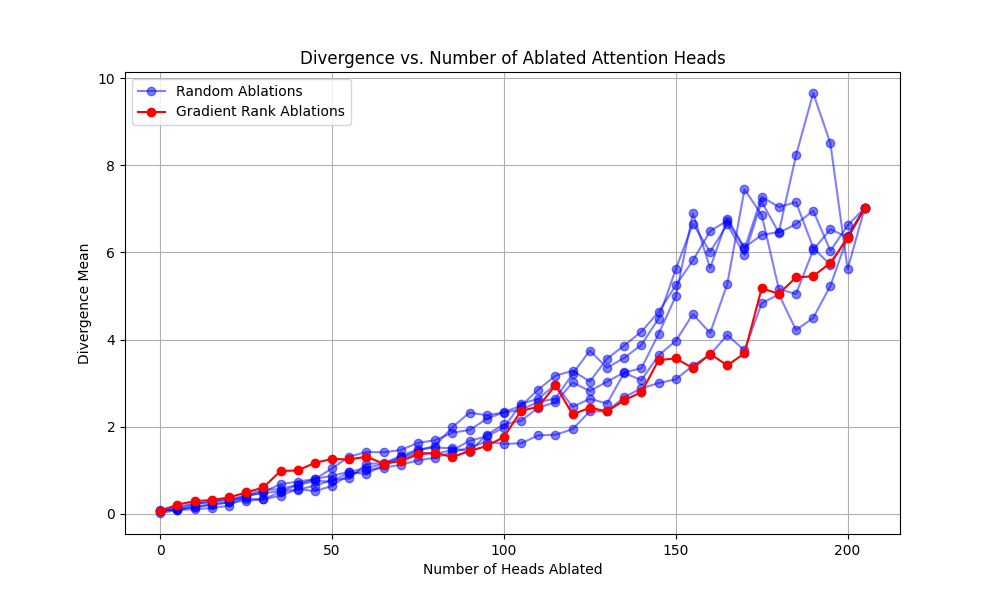 Divergence vs. Number of Ablated Attention Heads
Random Ablations
Gradient Rank Ablations
10
8
6
4
2
0
Divergence Mean
0 50 100 150 200
Number of Heads Ablated